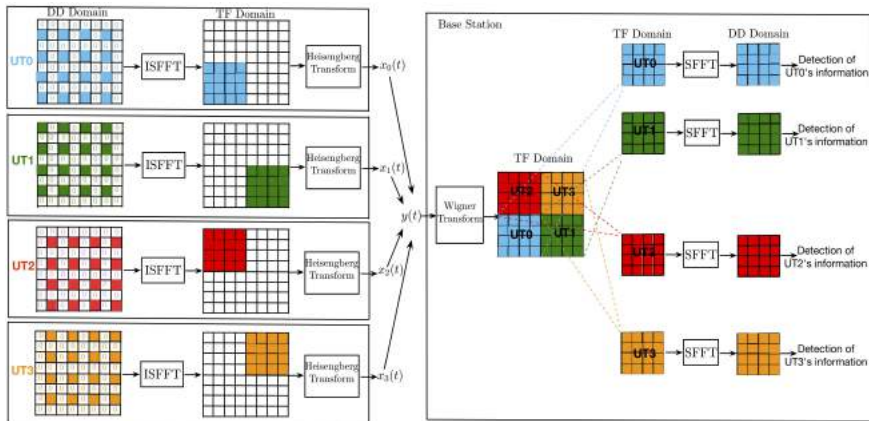 DD Domain
TF Domain
UT0
ISFFT
Heisengberg
Transform
x₀(t)
UT1
ISFFT
Heisengberg
Transform
x₁(t)
UT2
ISFFT
Heisengberg
Transform
x₂(t)
UT3
ISFFT
Heisengberg
Transform
x₃(t)
y(t)
Base Station
Wigner
Transform
TF Domain
UT2
UT3
UT0
UT1
TF Domain
DD Domain
UT0
SFFT
Detection of
UT0's information
UT1
SFFT
Detection of
UT1's information
SFFT
Detection of
UT2's information
UT3
SFFT
Detection of
UT3's information